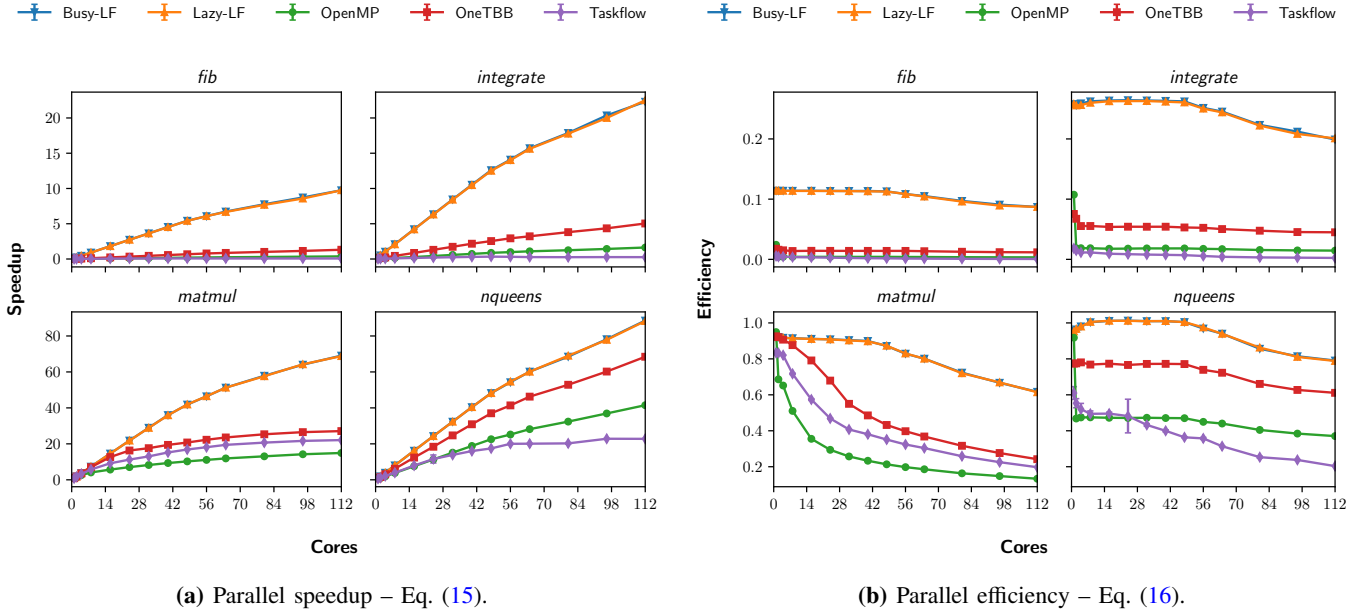 Busy-LF Lazy-LF OpenMP OneTBB Taskflow
fib integrate
20
15
10
5
0
matmul nqueens
80
60
40
20
0
0 14 28 42 56 70 84 98 112 0 14 28 42 56 70 84 98 112
Speedup
Cores
(a) Parallel speedup – Eq. (15).
Busy-LF Lazy-LF OpenMP OneTBB Taskflow
fib integrate
0.2
0.1
0.0
matmul nqueens
1.0
0.8
0.6
0.4
0.2
0 14 28 42 56 70 84 98 112 0 14 28 42 56 70 84 98 112
Efficiency
Cores
(b) Parallel efficiency – Eq. (16).